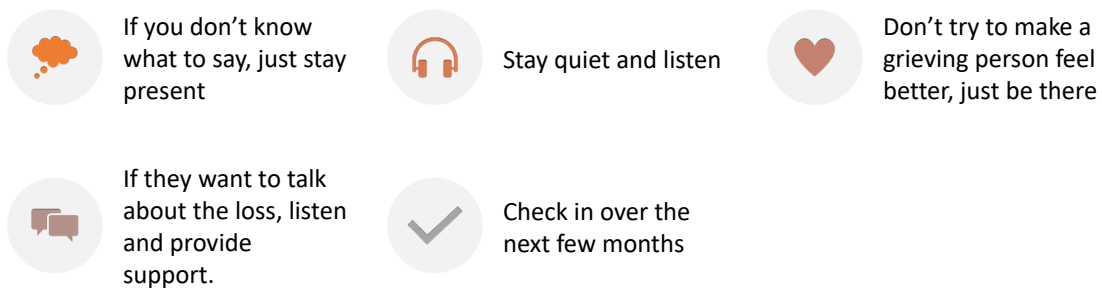 If you don’t know
what to say, just stay
present
Stay quiet and listen
Don’t try to make a
grieving person feel
better, just be there
If they want to talk
about the loss, listen
and provide
support.
Check in over the
next few months